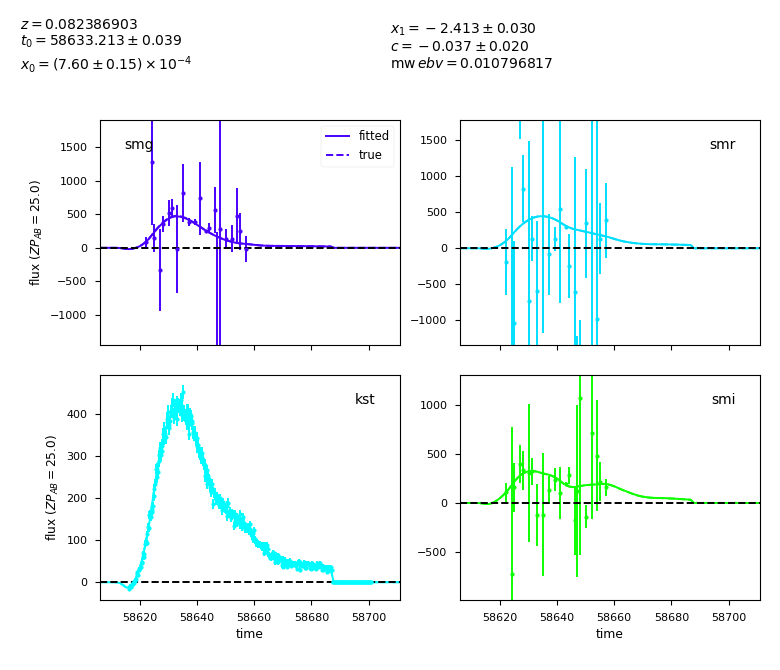 z = 0.082386903
t₀ = 58633.213 ± 0.039
x₀ = (7.60 ± 0.15) × 10⁻⁴
x₁ = −2.413 ± 0.030
c = −0.037 ± 0.020
mw ebv = 0.010796817
smg
fitted
true
1500
1000
500
0
−500
−1000
flux (ZP_AB = 25.0)
smr
1500
1000
500
0
−500
−1000
kst
400
300
200
100
0
flux (ZP_AB = 25.0)
58620 58640 58660 58680 58700
time
smi
1000
500
0
−500
58620 58640 58660 58680 58700
time